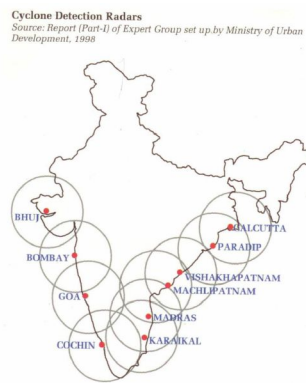 Cyclone Detection Radars
Source: Report (Part-I) of Expert Group set up.by Ministry of Urban
Development, 1998
BHUJ
CALCUTTA
PARADIP
BOMBAY
VISHAKHAPATNAM
MACHLIPATNAM
GOA
MADRAS
KARAIKAL
COCHIN